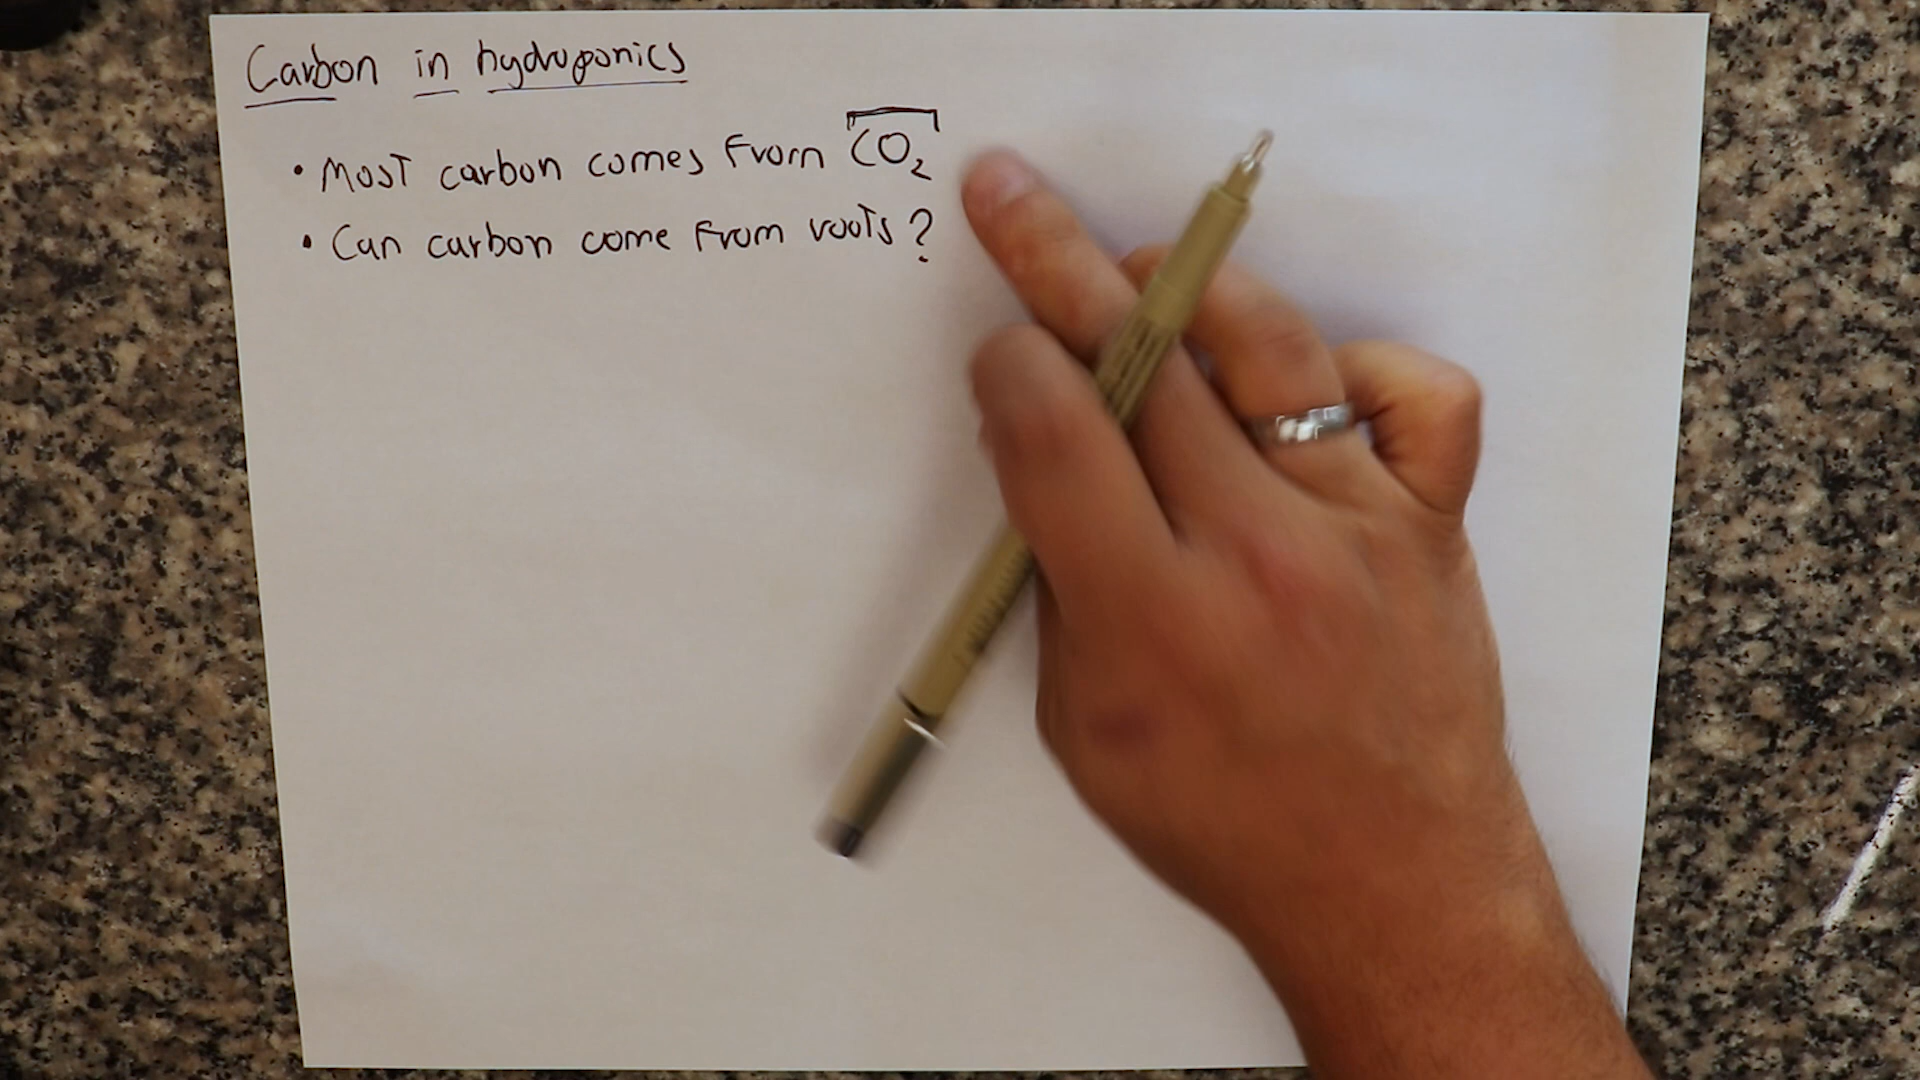 Carbon in hydroponics
• Most carbon comes from CO₂
• Can carbon come from roots?